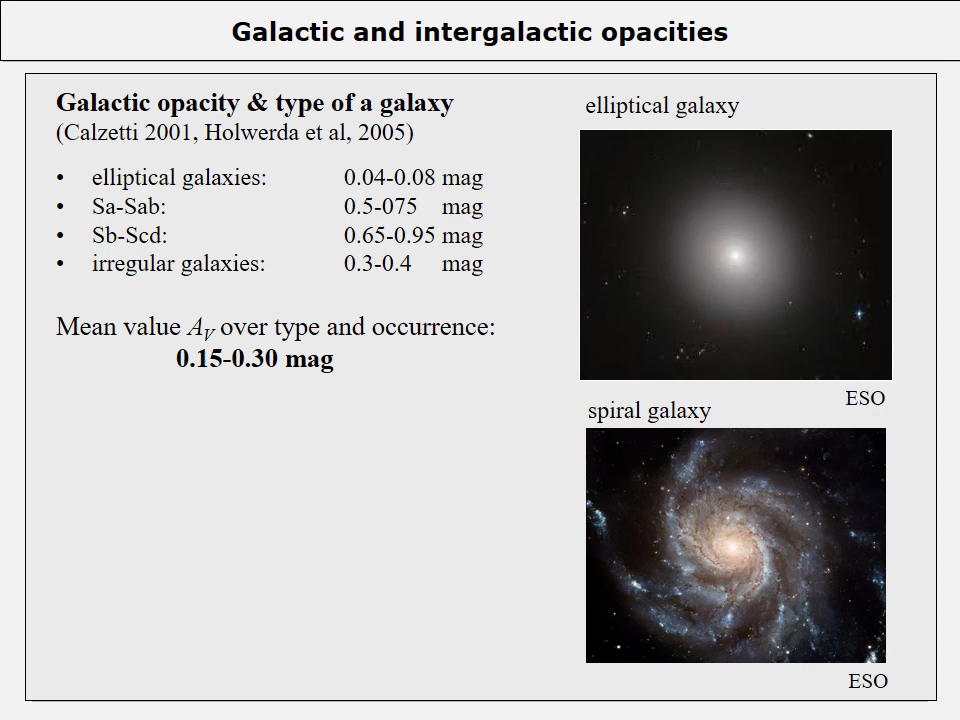 Galactic and intergalactic opacities
Galactic opacity & type of a galaxy
(Calzetti 2001, Holwerda et al, 2005)
• elliptical galaxies: 0.04-0.08 mag
• Sa-Sab: 0.5-075 mag
• Sb-Scd: 0.65-0.95 mag
• irregular galaxies: 0.3-0.4 mag
Mean value AV over type and occurrence:
0.15-0.30 mag
elliptical galaxy
ESO
spiral galaxy
ESO